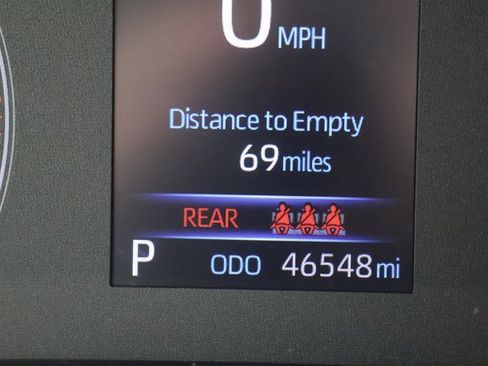 0 MPH
Distance to Empty
69 miles
REAR
P ODO 46548 mi